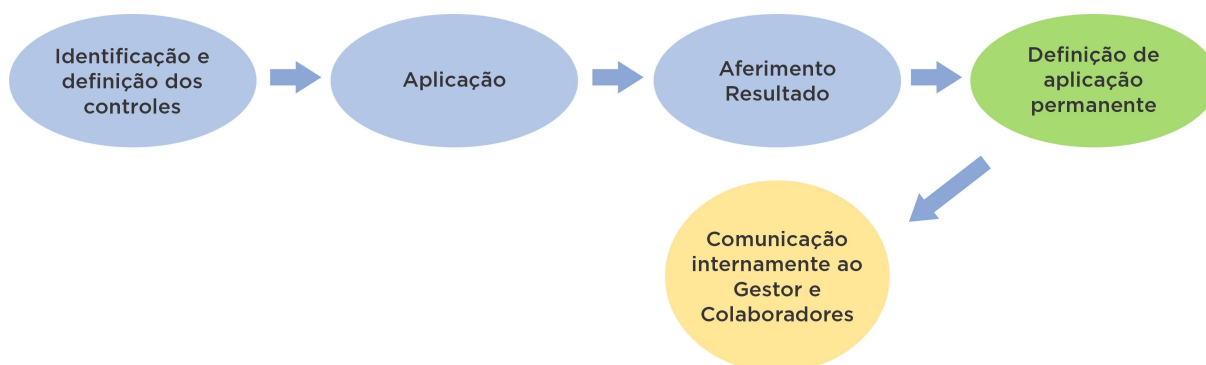 Identificação e
definição dos
controles
Aplicação
Aferimento
Resultado
Definição de
aplicação
permanente
Comunicação
internamente ao
Gestor e
Colaboradores